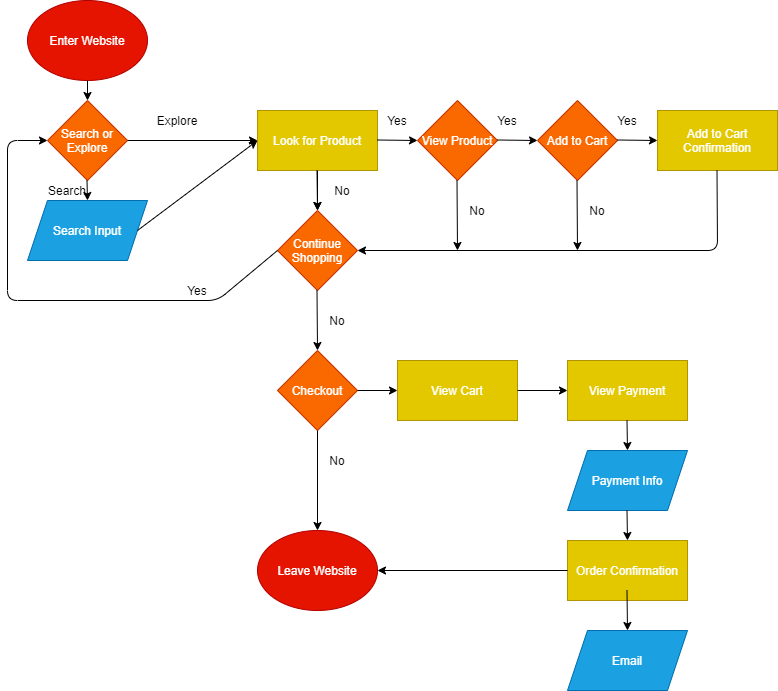 Enter Website
Search or
Explore
Explore
Look for Product
Yes
View Product
Yes
Add to Cart
Yes
Add to Cart
Confirmation
Search
Search Input
No
No
No
Continue
Shopping
Yes
No
Checkout
View Cart
View Payment
No
Payment Info
Leave Website
Order Confirmation
Email